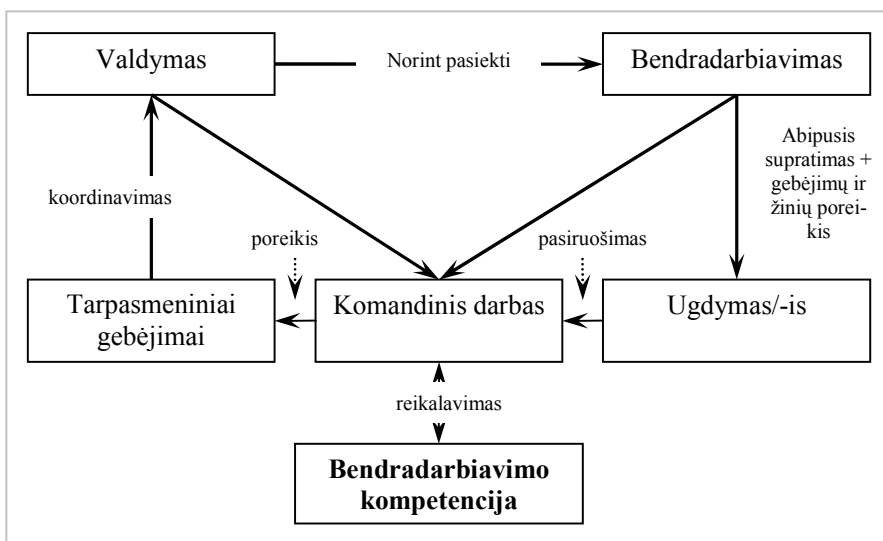 Valdymas
Norint pasiekti
Bendradarbiavimas
Abipusis
supratimas +
gebėjimų ir
žinių porei-
kis
koordinavimas
poreikis
pasiruošimas
Tarpasmeniniai
gebėjimai
Komandinis darbas
Ugdymas/-is
reikalavimas
Bendradarbiavimo
kompetencija